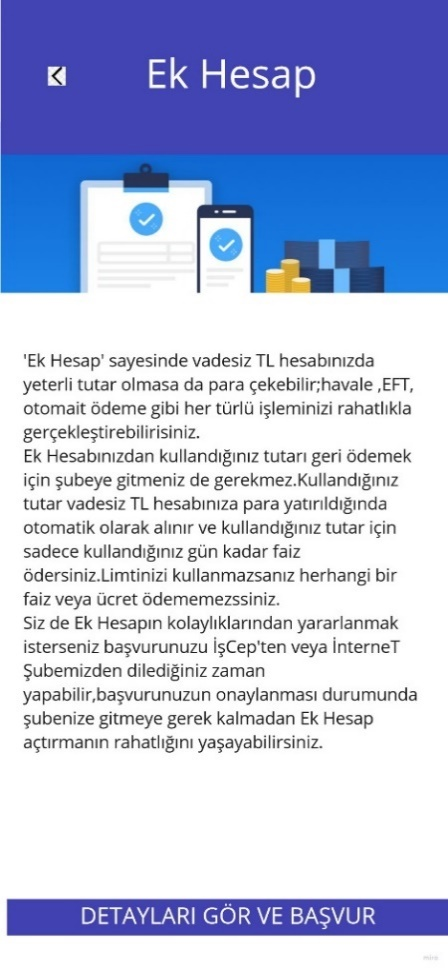 Ek Hesap
'Ek Hesap' sayesinde vadesiz TL hesabınızda
yeterli tutar olmasa da para çekebilir;havale ,EFT,
otomait ödeme gibi her türlü işleminizi rahatlıkla
gerçekleştirebilirisiniz.
Ek Hesabınızdan kullandığınız tutarı geri ödemek
için şubeye gitmeniz de gerekmez.Kullandığınız
tutar vadesiz TL hesabınıza para yatırıldığında
otomatik olarak alınır ve kullandığınız tutar için
sadece kullandığınız gün kadar faiz
ödersiniz.Limtinizi kullanmazsanız herhangi bir
faiz veya ücret ödememezssiniz.
Siz de Ek Hesapın kolaylıklarından yararlanmak
isterseniz başvurunuzu İşCep'ten veya İnterneT
Şubemizden dilediğiniz zaman
yapabilir,başvurunuzun onaylanması durumunda
şubenize gitmeye gerek kalmadan Ek Hesap
açtırmanın rahatlığını yaşayabilirsiniz.
DETAYLARI GÖR VE BAŞVUR
miro